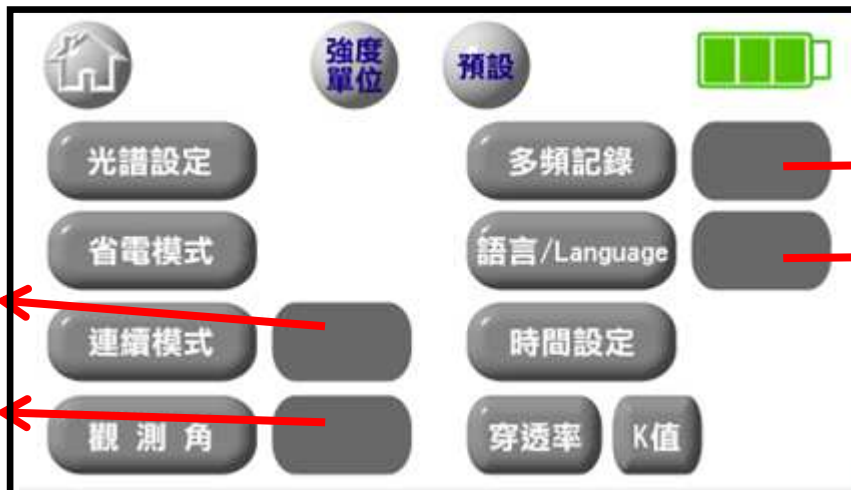 強度
單位
預設
光譜設定
多頻記錄
省電模式
語言/Language
連續模式
時間設定
觀測角
穿透率
K值